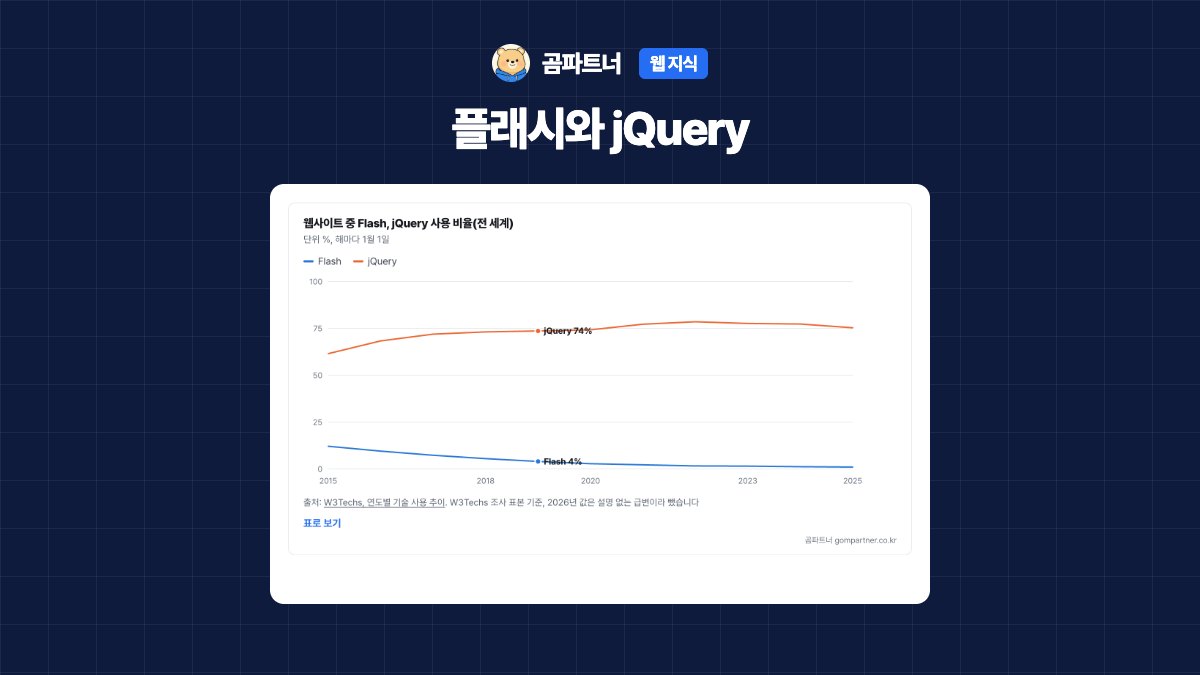 곰파트너 웹 지식
플래시와 jQuery
웹사이트 중 Flash, jQuery 사용 비율(전 세계)
단위 %, 해마다 1월 1일
Flash jQuery
100
75
50
25
0
jQuery 74%
Flash 4%
2015 2018 2020 2023 2025
출처: W3Techs, 연도별 기술 사용 추이. W3Techs 조사 표본 기준, 2026년 값은 설명 없는 급변이라 뺐습니다
표로 보기
곰파트너 gompartner.co.kr